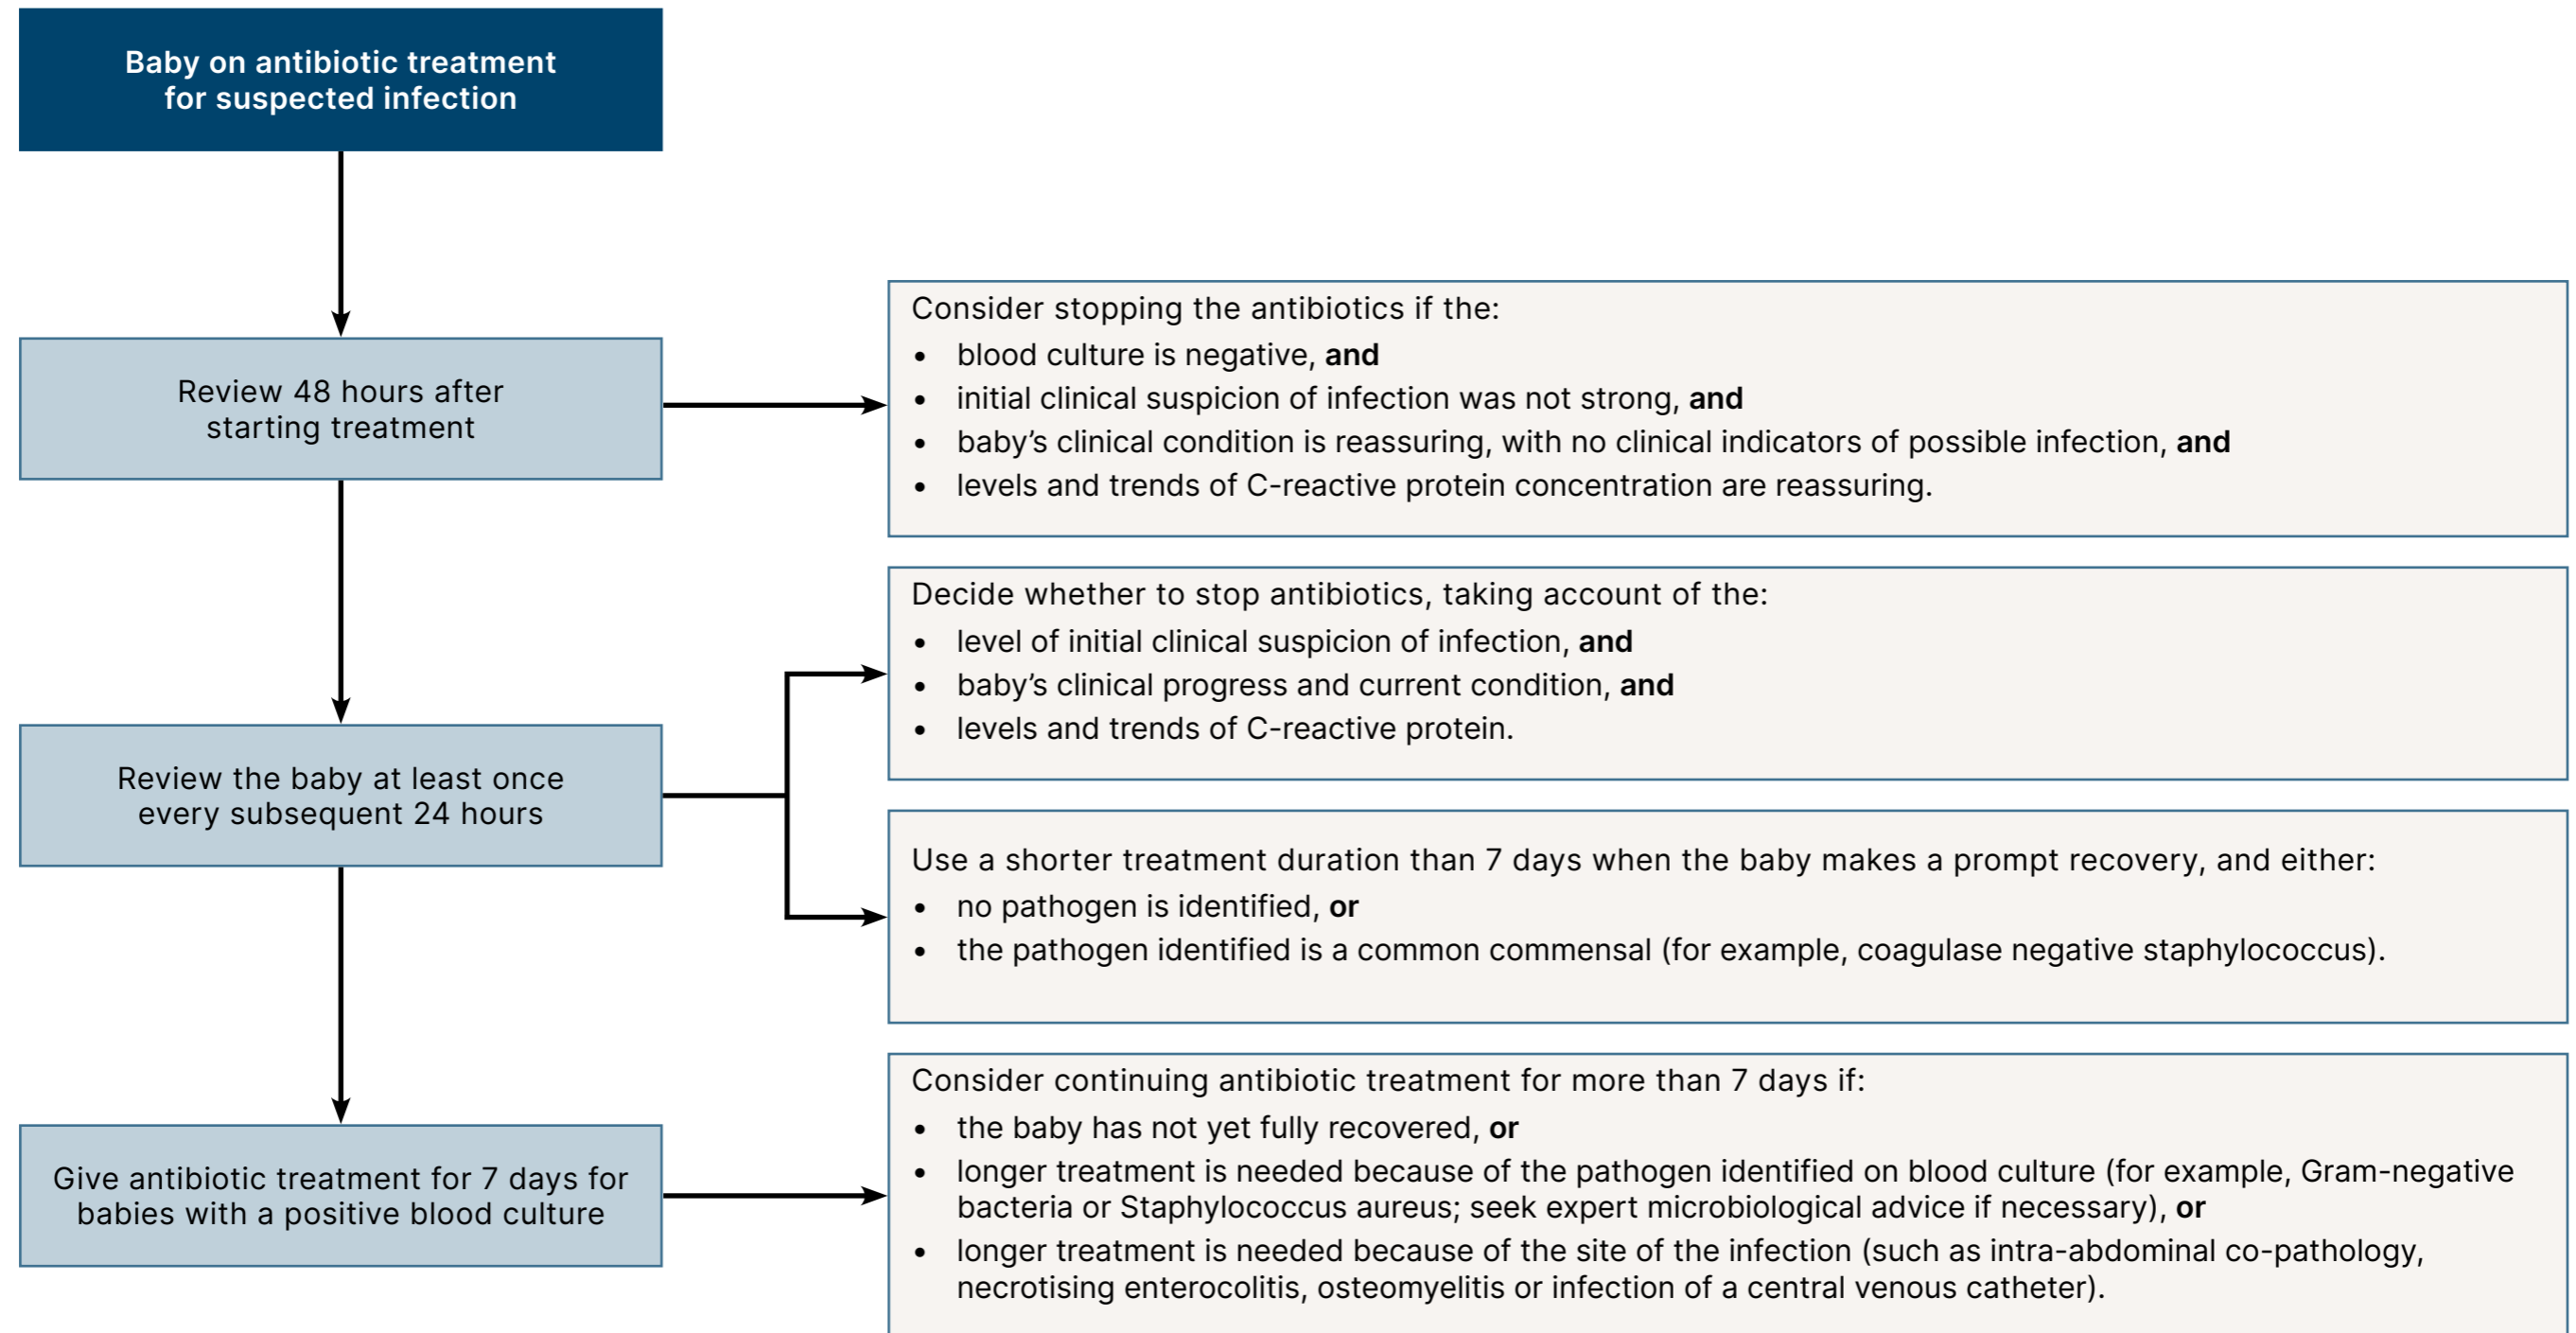 Baby on antibiotic treatment
for suspected infection
Review 48 hours after
starting treatment
Consider stopping the antibiotics if the:
• blood culture is negative, and
• initial clinical suspicion of infection was not strong, and
• baby’s clinical condition is reassuring, with no clinical indicators of possible infection, and
• levels and trends of C-reactive protein concentration are reassuring.
Review the baby at least once
every subsequent 24 hours
Decide whether to stop antibiotics, taking account of the:
• level of initial clinical suspicion of infection, and
• baby’s clinical progress and current condition, and
• levels and trends of C-reactive protein.
Use a shorter treatment duration than 7 days when the baby makes a prompt recovery, and either:
• no pathogen is identified, or
• the pathogen identified is a common commensal (for example, coagulase negative staphylococcus).
Give antibiotic treatment for 7 days for
babies with a positive blood culture
Consider continuing antibiotic treatment for more than 7 days if:
• the baby has not yet fully recovered, or
• longer treatment is needed because of the pathogen identified on blood culture (for example, Gram-negative
bacteria or Staphylococcus aureus; seek expert microbiological advice if necessary), or
• longer treatment is needed because of the site of the infection (such as intra-abdominal co-pathology,
necrotising enterocolitis, osteomyelitis or infection of a central venous catheter).